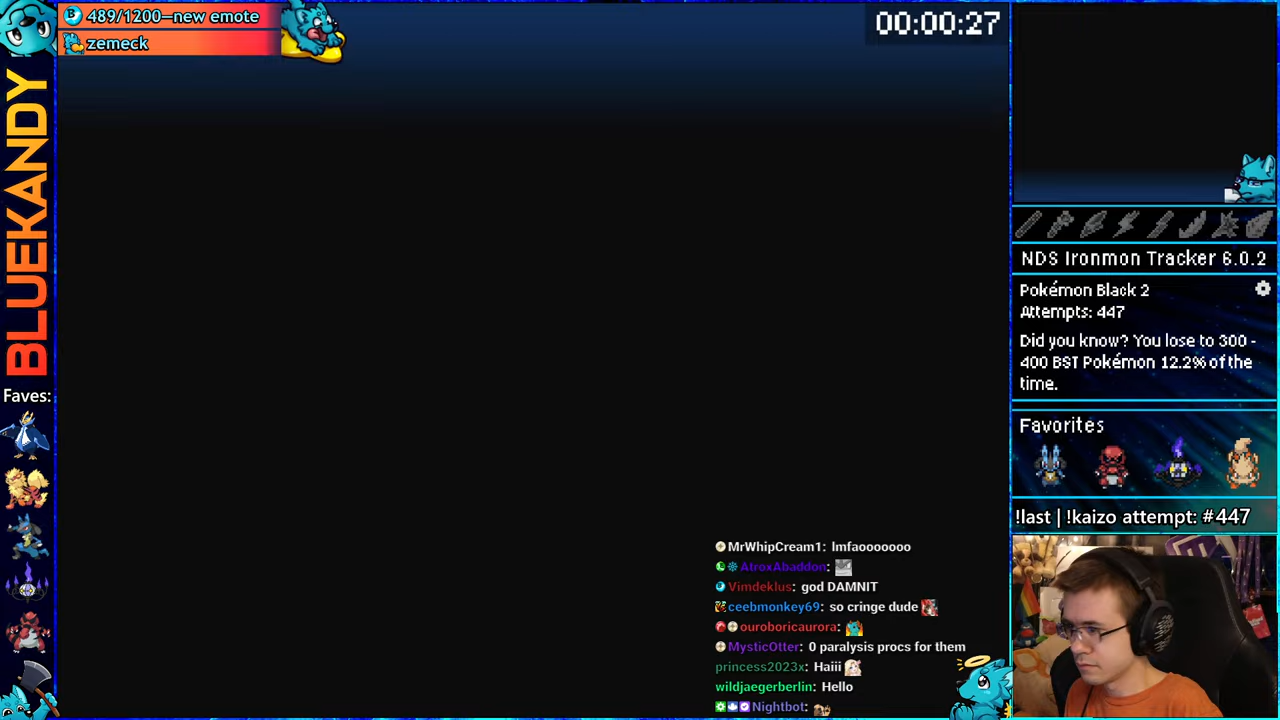 489/1200—new emote
zemeck
00:00:27
BLUEKANDY
Faves:
NDS Ironmon Tracker 6.0.2
Pokémon Black 2
Attempts: 447
Did you know? You lose to 300 -
400 BST Pokémon 12.2% of the
time.
Favorites
!last | !kaizo attempt: #447
MrWhipCream1: lmfaooooooo
AtroxAbaddon:
Vimdeklus: god DAMNIT
ceebmonkey69: so cringe dude
ouroboricaurora:
MysticOtter: 0 paralysis procs for them
princess2023x: Haiii
wildjaegerberlin: Hello
Nightbot: